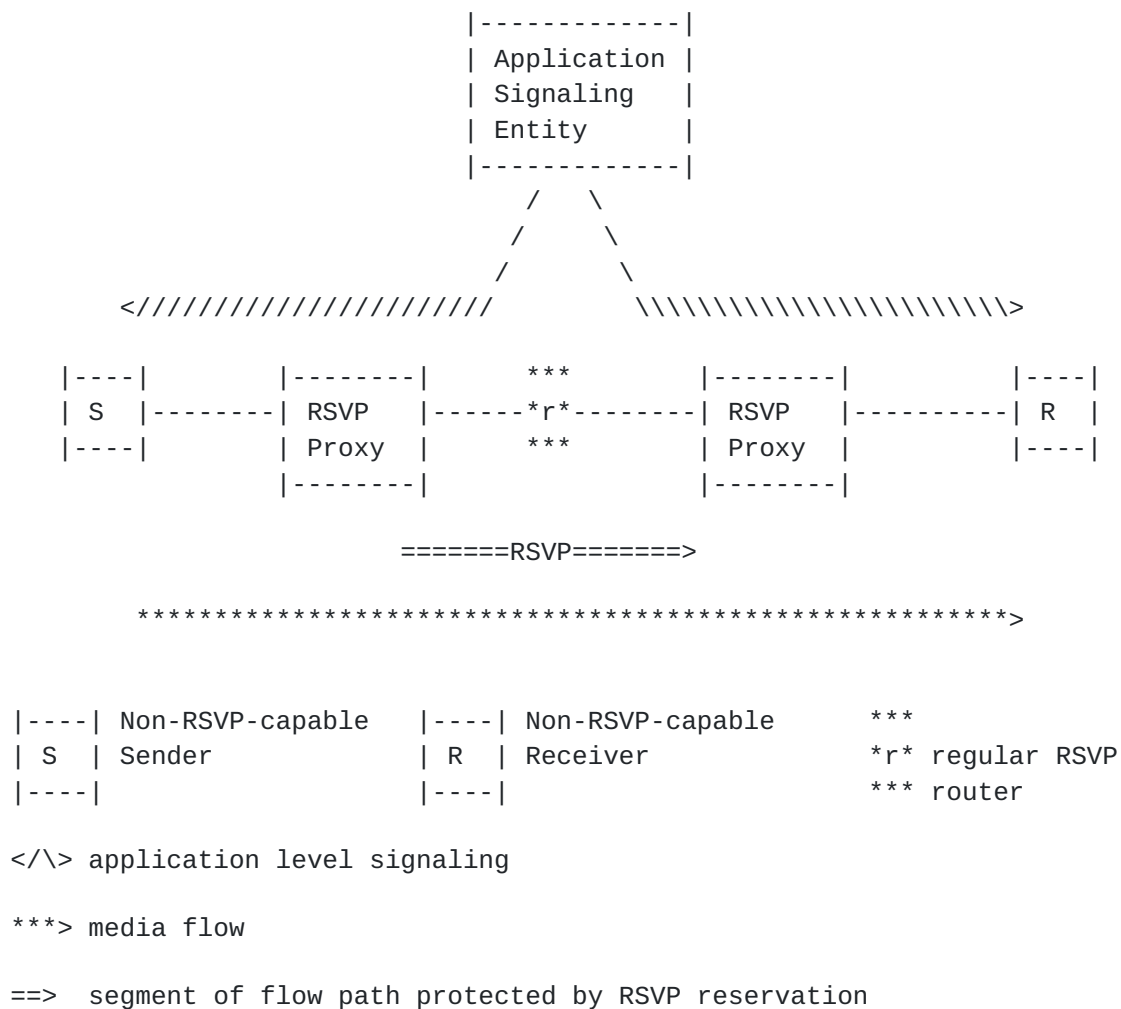 |-------------|
| Application |
| Signaling   |
| Entity      |
|-------------|
/   \
/     \
/       \
<///////////////////////         \\\\\\\\\\\\\\\\\\\\\\\\>
|----|        |--------|      ***        |--------|          |----|
| S  |--------| RSVP   |------*r*--------| RSVP   |----------| R  |
|----|        | Proxy  |      ***        | Proxy  |          |----|
|--------|                 |--------|
=======RSVP=======>
********************************************************>
|----| Non-RSVP-capable   |----| Non-RSVP-capable      ***
| S  | Sender             | R  | Receiver              *r* regular RSVP
|----|                    |----|                       *** router
</\> application level signaling
***> media flow
==>  segment of flow path protected by RSVP reservation